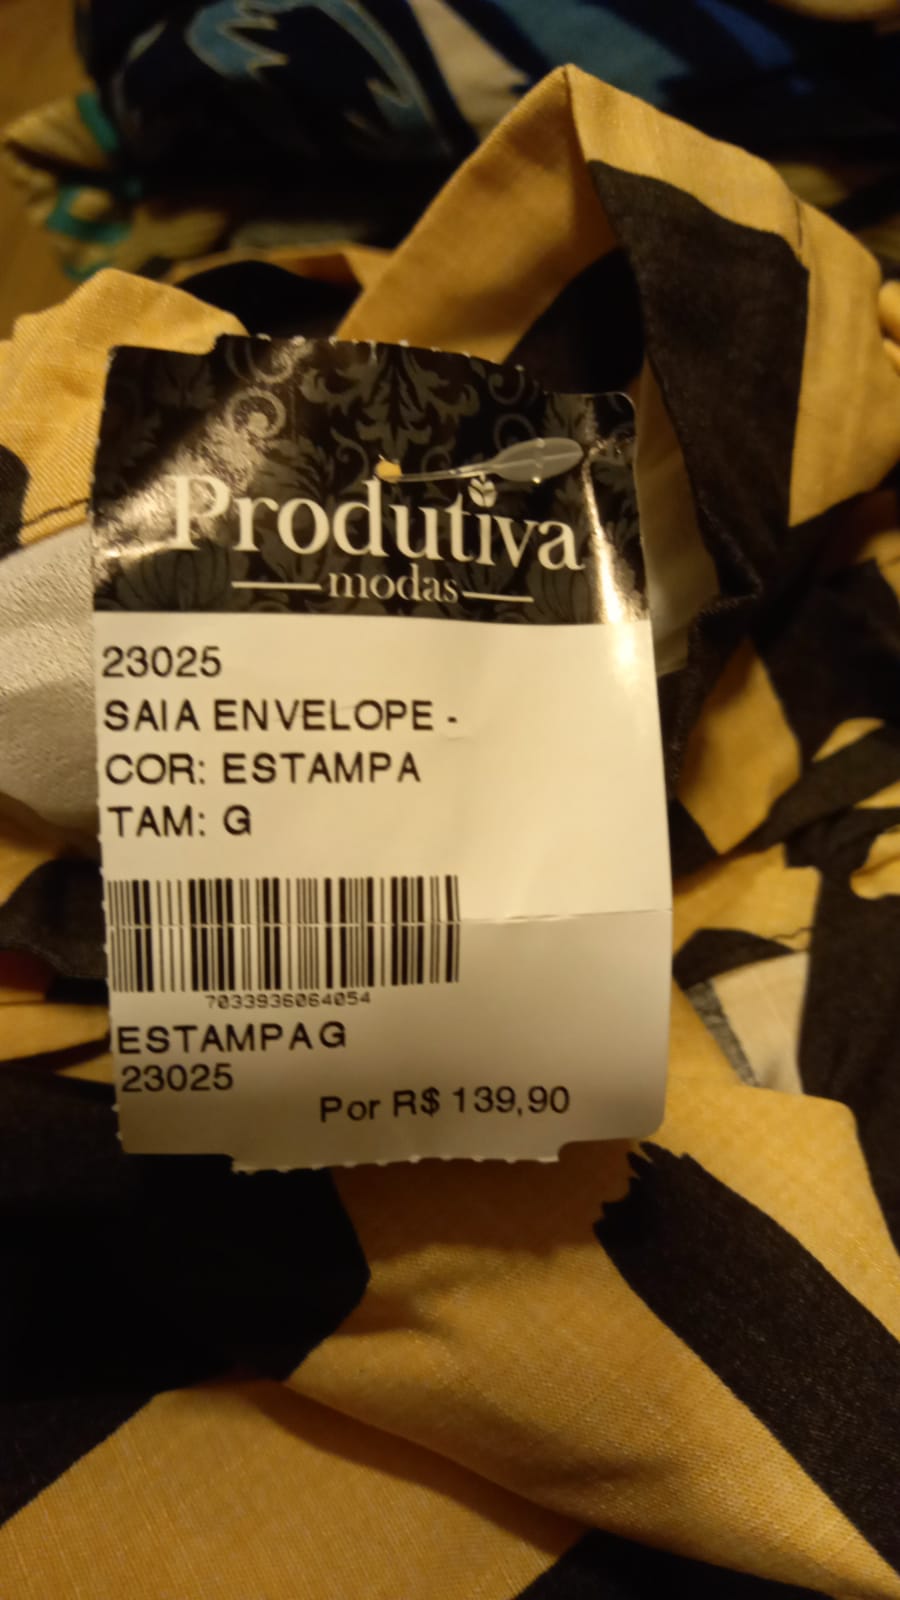 Produtiva
modas
23025
SAIA ENVELOPE -
COR: ESTAMPA
TAM: G
7033936064054
ESTAMPAG
23025
Por R$ 139,90